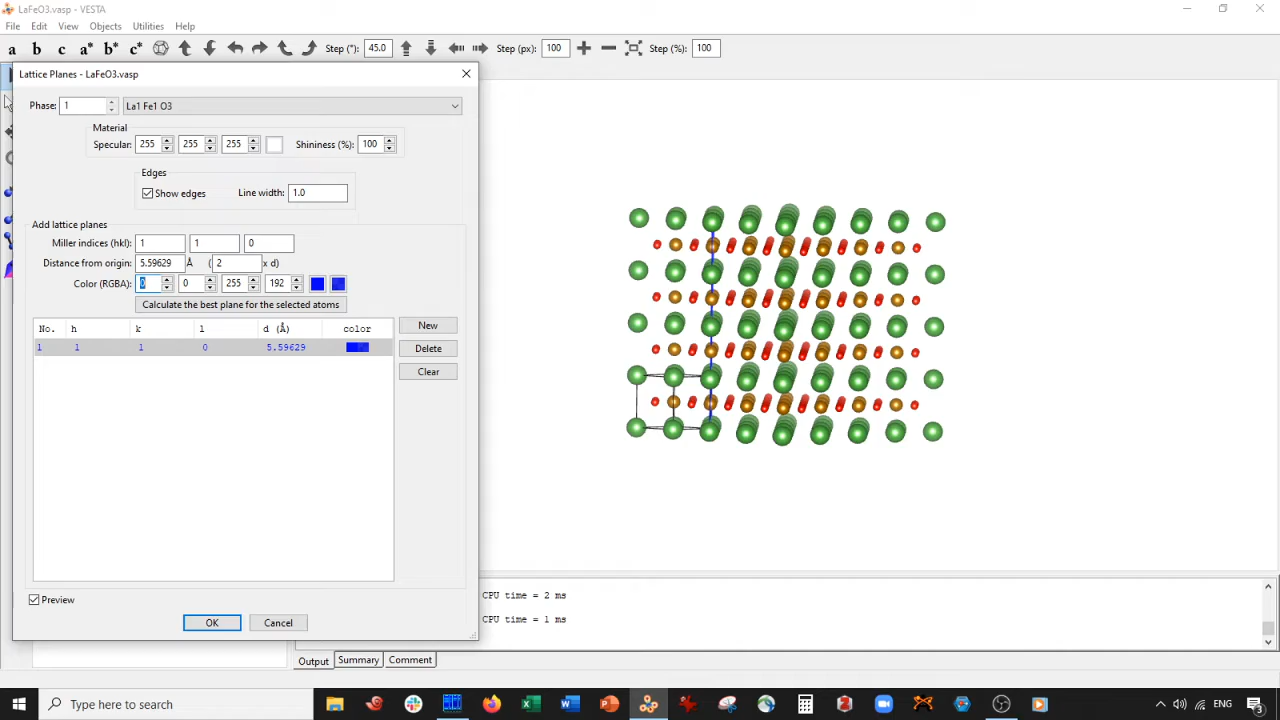 LaFeO3.vasp - VESTA
File Edit View Objects Utilities Help
a b c a* b* c* Step (°): 45.0 Step (px): 100 Step (%): 100
Lattice Planes - LaFeO3.vasp
Phase: 1 La1 Fe1 O3
Material
Specular: 255 255 255 Shininess (%): 100
Edges
Show edges Line width: 1.0
Add lattice planes
Miller indices (hkl): 1 1 0
Distance from origin: 5.59629 Å ( 2 x d)
Color (RGBA): 0 0 255 192
Calculate the best plane for the selected atoms
No. h k l d (Å) color
1 1 1 0 5.59629
New
Delete
Clear
Preview
OK Cancel
CPU time = 2 ms
CPU time = 1 ms
Output Summary Comment
Type here to search
ENG
3